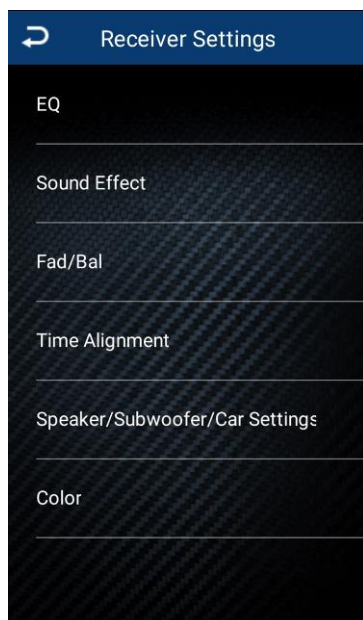 Receiver Settings
EQ
Sound Effect
Fad/Bal
Time Alignment
Speaker/Subwoofer/Car Settings
Color